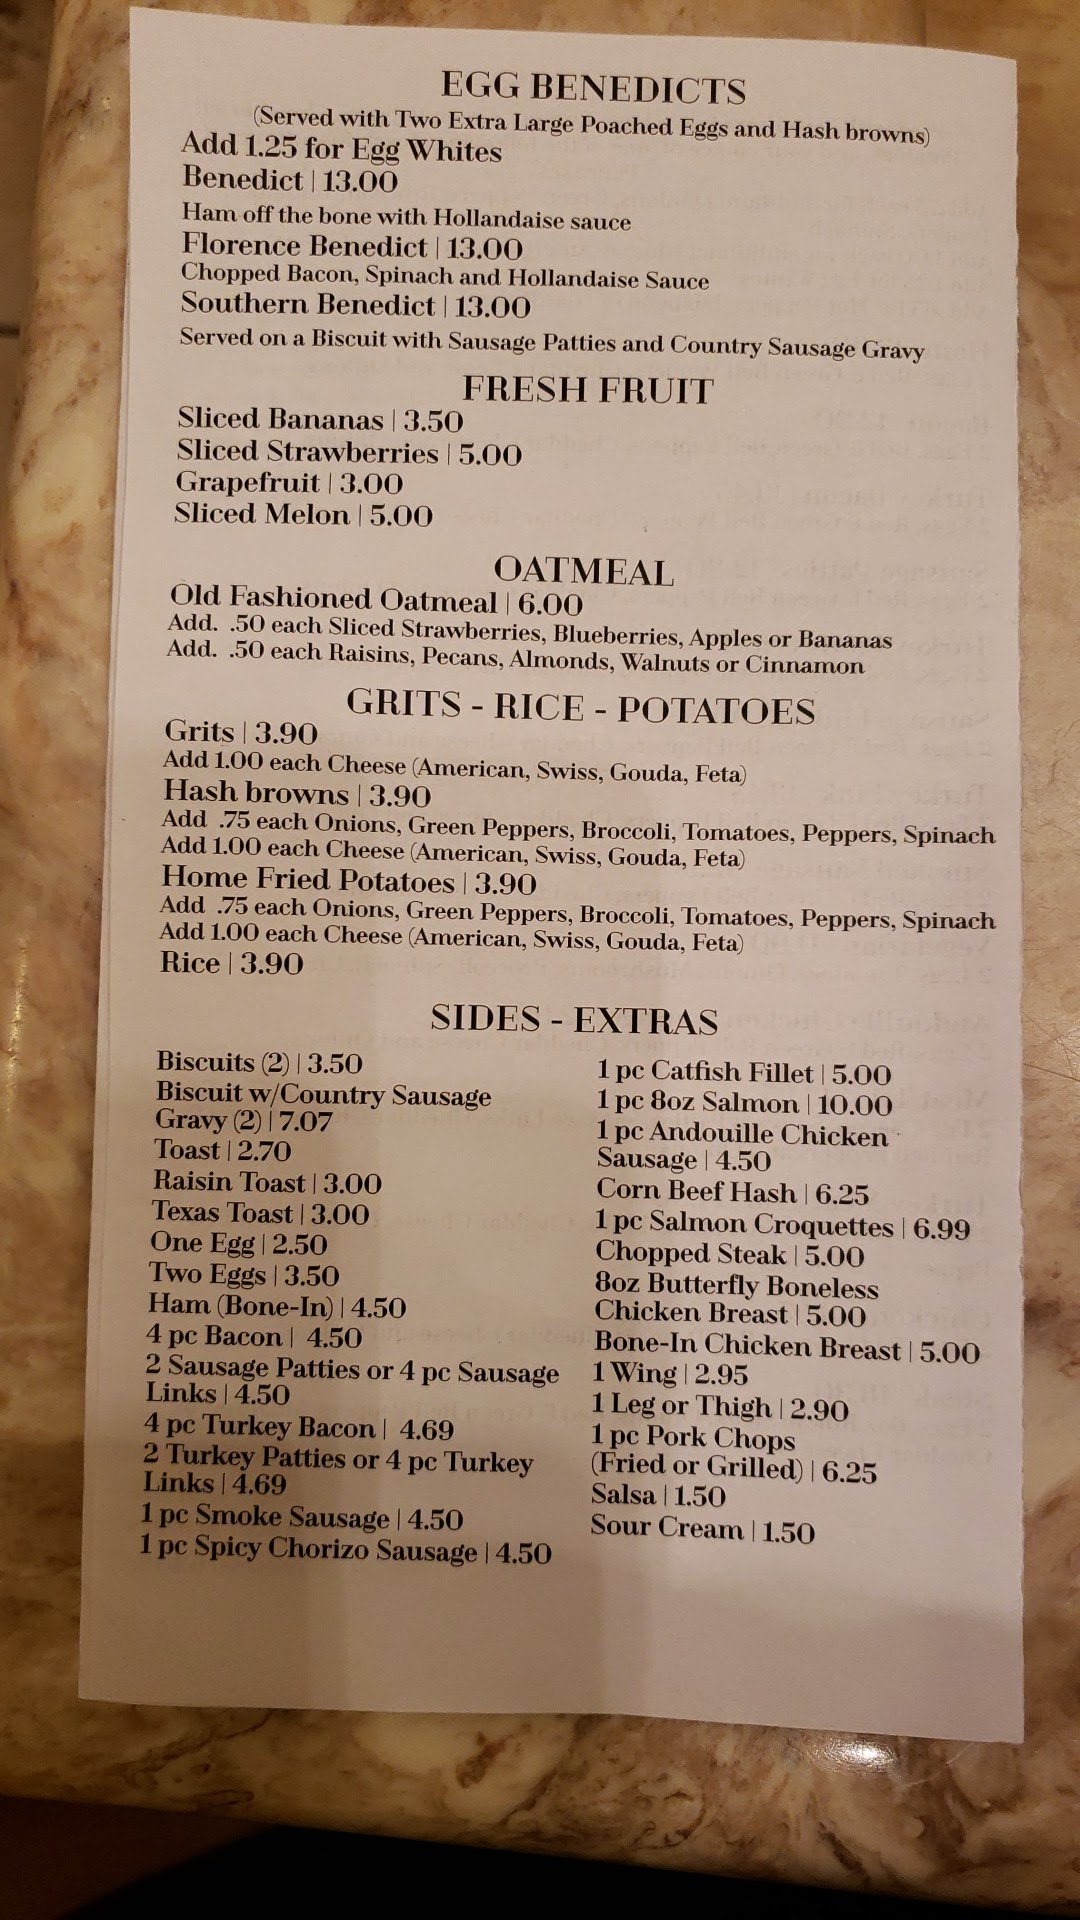 EGG BENEDICTS
(Served with Two Extra Large Poached Eggs and Hash browns)
Add 1.25 for Egg Whites
Benedict | 13.00
Ham off the bone with Hollandaise sauce
Florence Benedict | 13.00
Chopped Bacon, Spinach and Hollandaise Sauce
Southern Benedict | 13.00
Served on a Biscuit with Sausage Patties and Country Sausage Gravy
FRESH FRUIT
Sliced Bananas | 3.50
Sliced Strawberries | 5.00
Grapefruit | 3.00
Sliced Melon | 5.00
OATMEAL
Old Fashioned Oatmeal | 6.00
Add. .50 each Sliced Strawberries, Blueberries, Apples or Bananas
Add. .50 each Raisins, Pecans, Almonds, Walnuts or Cinnamon
GRITS - RICE - POTATOES
Grits | 3.90
Add 1.00 each Cheese (American, Swiss, Gouda, Feta)
Hash browns | 3.90
Add .75 each Onions, Green Peppers, Broccoli, Tomatoes, Peppers, Spinach
Add 1.00 each Cheese (American, Swiss, Gouda, Feta)
Home Fried Potatoes | 3.90
Add .75 each Onions, Green Peppers, Broccoli, Tomatoes, Peppers, Spinach
Add 1.00 each Cheese (American, Swiss, Gouda, Feta)
Rice | 3.90
SIDES - EXTRAS
Biscuits (2) | 3.50
Biscuit w/Country Sausage
Gravy (2) | 7.07
Toast | 2.70
Raisin Toast | 3.00
Texas Toast | 3.00
One Egg | 2.50
Two Eggs | 3.50
Ham (Bone-In) | 4.50
4 pc Bacon | 4.50
2 Sausage Patties or 4 pc Sausage
Links | 4.50
4 pc Turkey Bacon | 4.69
2 Turkey Patties or 4 pc Turkey
Links | 4.69
1 pc Smoke Sausage | 4.50
1 pc Spicy Chorizo Sausage | 4.50
1 pc Catfish Fillet | 5.00
1 pc 8oz Salmon | 10.00
1 pc Andouille Chicken
Sausage | 4.50
Corn Beef Hash | 6.25
1 pc Salmon Croquettes | 6.99
Chopped Steak | 5.00
8oz Butterfly Boneless
Chicken Breast | 5.00
Bone-In Chicken Breast | 5.00
1 Wing | 2.95
1 Leg or Thigh | 2.90
1 pc Pork Chops
(Fried or Grilled) | 6.25
Salsa | 1.50
Sour Cream | 1.50